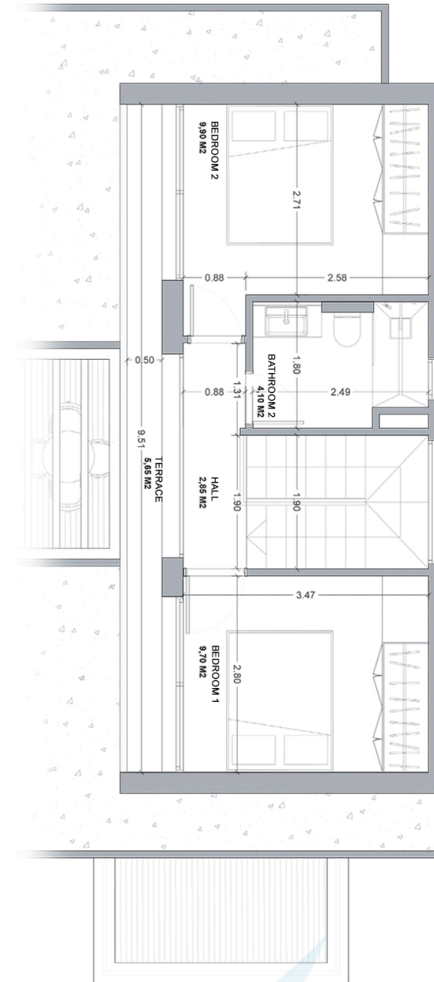 BEDROOM 2
9,90 M2
2.71
0.88
2.58
BATHROOM 2
4,10 M2
1.80
0.50
0.88
1.31
2.49
9.51
TERRACE
5,65 M2
HALL
2,85 M2
1.90
1.90
3.47
BEDROOM 1
9,70 M2
2.80